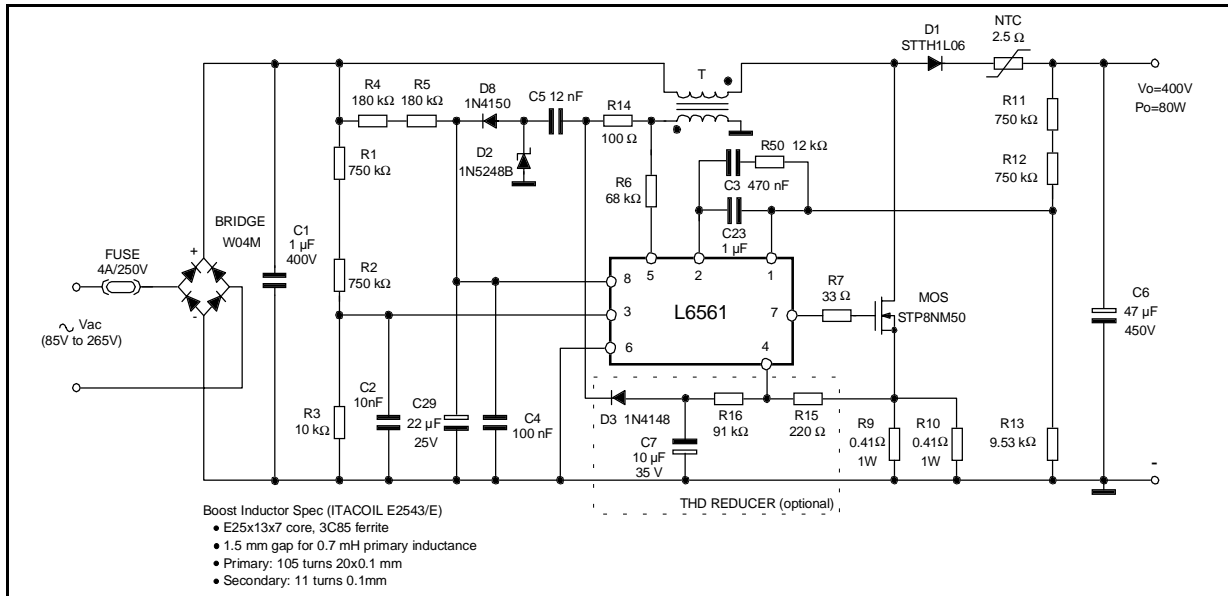 D1
STTH1L06
NTC
2.5 Ω
T
R4
180 kΩ
R5
180 kΩ
D8
1N4150
C5 12 nF
R14
100 Ω
D2
1N5248B
R50 12 kΩ
C3 470 nF
R6
68 kΩ
C23
1 µF
R11
750 kΩ
R12
750 kΩ
Vo=400V
Po=80W
R1
750 kΩ
BRIDGE
W04M
C1
1 µF
400V
FUSE
4A/250V
+
-
R2
750 kΩ
8
3
6
5
2
1
7
4
L6561
R7
33 Ω
MOS
STP8NM50
C6
47 µF
450V
~ Vac
(85V to 265V)
R3
10 kΩ
C2
10nF
C29
22 µF
25V
C4
100 nF
D3 1N4148
R16
91 kΩ
R15
220 Ω
C7
10 µF
35 V
R9
0.41Ω
1W
R10
0.41Ω
1W
R13
9.53 kΩ
-
THD REDUCER (optional)
Boost Inductor Spec (ITACOIL E2543/E)
• E25x13x7 core, 3C85 ferrite
• 1.5 mm gap for 0.7 mH primary inductance
• Primary: 105 turns 20x0.1 mm
• Secondary: 11 turns 0.1mm